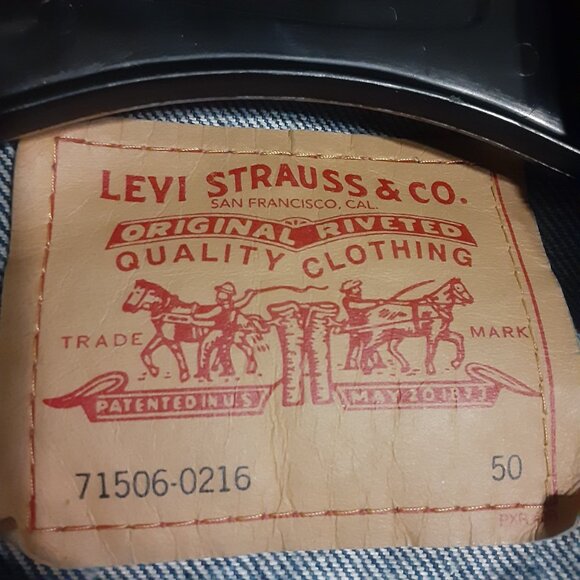 LEVI STRAUSS & CO.
SAN FRANCISCO, CAL.
ORIGINAL RIVETED
QUALITY CLOTHING
TRADE MARK
PATENTED IN U.S. MAY 20 1873
71506-0216 50